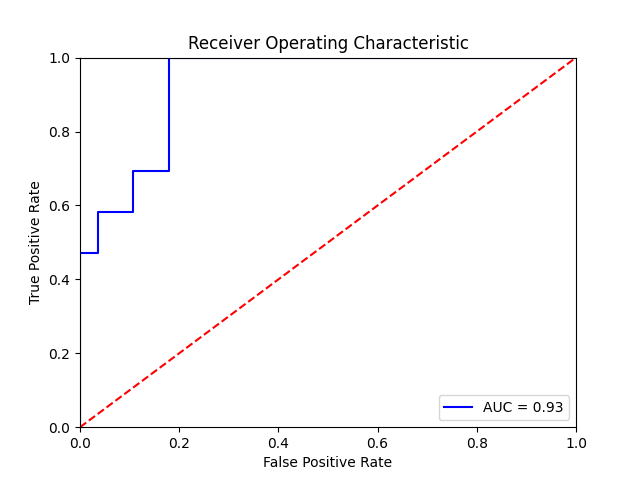 Receiver Operating Characteristic
1.0
0.8
0.6
0.4
0.2
0.0
True Positive Rate
AUC = 0.93
0.0 0.2 0.4 0.6 0.8 1.0
False Positive Rate